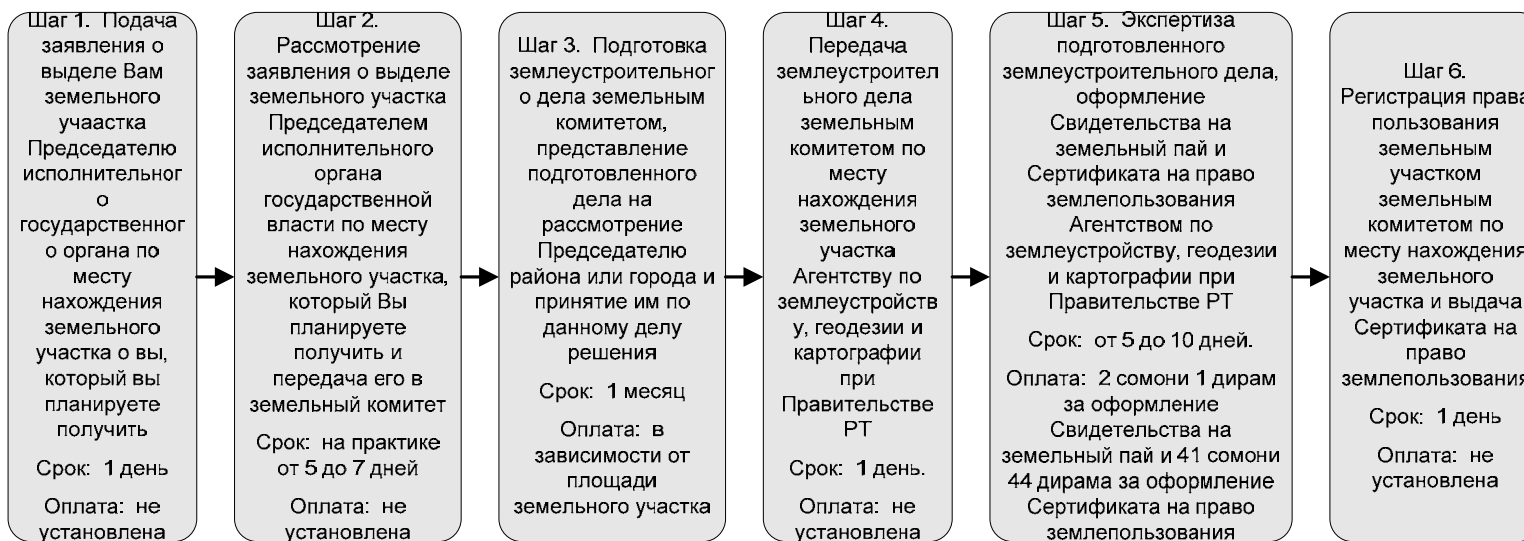 Шаг 1. Подача
заявления о
выделе Вам
земельного
учаастка
Председателю
исполнительног
о
государственног
о органа по
месту
нахождения
земельного
участка о вы,
который вы
планируете
получить
Срок: 1 день
Оплата: не
установлена
Шаг 2.
Рассмотрение
заявления о выделе
земельного участка
Председателем
исполнительного
органа
государственной
власти по месту
нахождения
земельного участка,
который Вы
планируете
получить и
передача его в
земельный комитет
Срок: на практике
от 5 до 7 дней
Оплата: не
установлена
Шаг 3. Подготовка
землеустроительног
о дела земельным
комитетом,
представление
подготовленного
дела на
рассмотрение
Председателю
района или города и
принятие им по
данному делу
решения
Срок: 1 месяц
Оплата: в
зависимости от
площади
земельного участка
Шаг 4.
Передача
землеустроител
ьного дела
земельным
комитетом по
месту
нахождения
земельного
участка
Агентству по
землеустройств
у, геодезии и
картографии
при
Правительстве
РТ
Срок: 1 день.
Оплата: не
установлена
Шаг 5. Экспертиза
подготовленного
землеустроительного дела,
оформление
Свидетельства на
земельный пай и
Сертификата на право
землепользования
Агентством по
землеустройству, геодезии
и картографии при
Правительстве РТ
Срок: от 5 до 10 дней.
Оплата: 2 сомони 1 дирам
за оформление
Свидетельства на
земельный пай и 41 сомони
44 дирама за оформление
Сертификата на право
землепользования
Шаг 6.
Регистрация права
пользования
земельным
участком
земельным
комитетом по
месту нахождения
земельного
участка и выдача
Сертификата на
право
землепользования
Срок: 1 день
Оплата: не
установлена